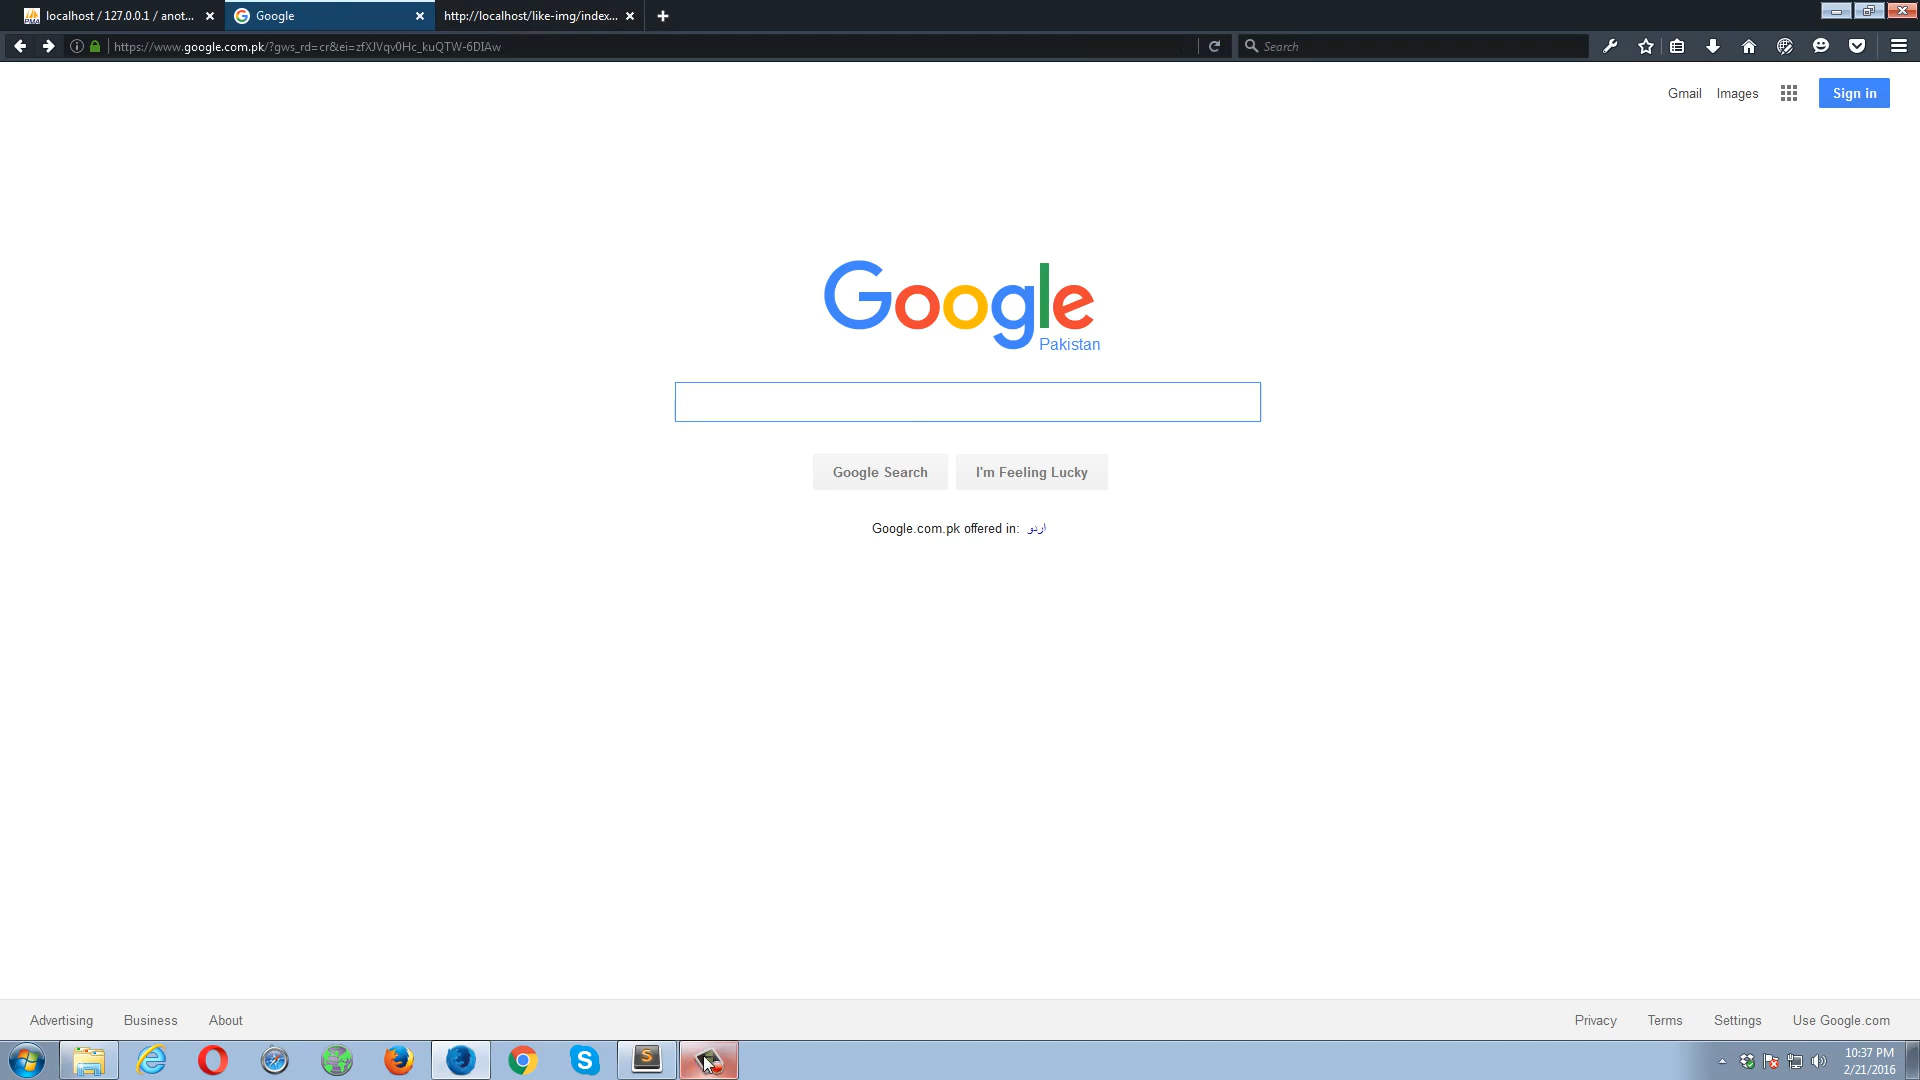 localhost / 127.0.0.1 / anot...
Google
http://localhost/like-img/index...
https://www.google.com.pk/?gws_rd=cr&ei=zfXJVqv0Hc_kuQTW-6DIAw
Search
Gmail
Images
Sign in
Google
Pakistan
Google Search
I'm Feeling Lucky
Google.com.pk offered in: اردو
Advertising
Business
About
Privacy
Terms
Settings
Use Google.com
10:37 PM
2/21/2016